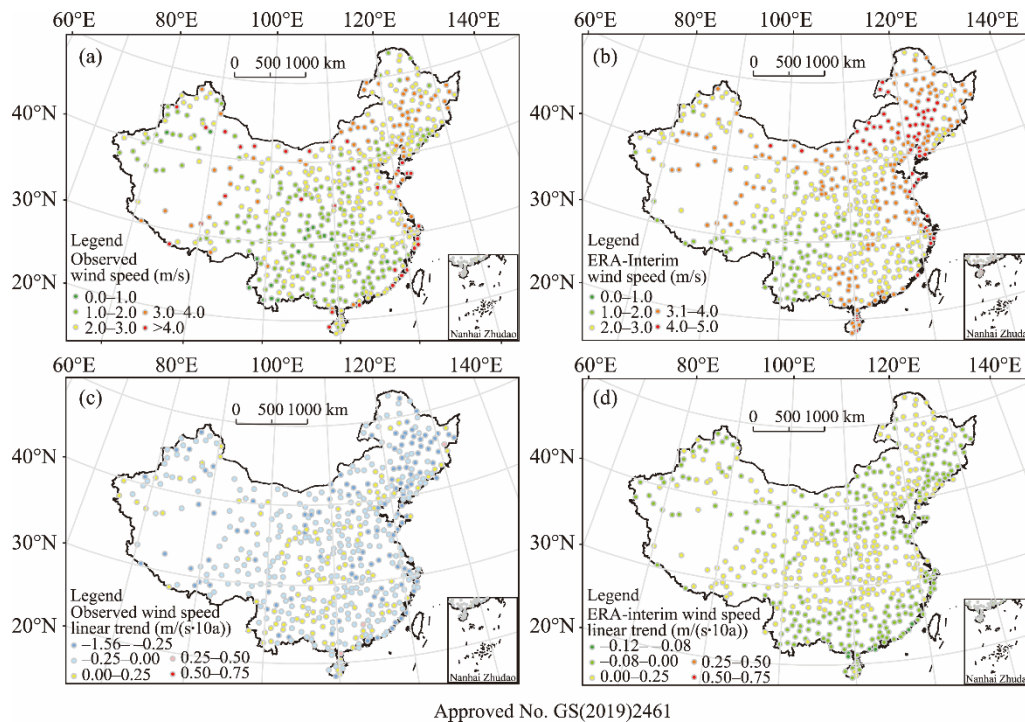 60°E 80°E 100°E 120°E 140°E
(a)
0 500 1000 km
40°N
30°N
20°N
Legend
Observed
wind speed (m/s)
0.0–1.0
1.0–2.0 3.0–4.0
2.0–3.0 >4.0
Nanhai Zhudao
60°E 80°E 100°E 120°E 140°E
(b)
0 500 1000 km
40°N
30°N
20°N
Legend
ERA-Interim
wind speed (m/s)
0.0–1.0
1.0–2.0 3.1–4.0
2.0–3.0 4.0–5.0
Nanhai Zhudao
60°E 80°E 100°E 120°E 140°E
(c)
0 500 1000 km
40°N
30°N
20°N
Legend
Observed wind speed
linear trend (m/(s·10a))
−1.56–−0.25
−0.25–0.00 0.25–0.50
0.00–0.25 0.50–0.75
Nanhai Zhudao
60°E 80°E 100°E 120°E 140°E
(d)
0 500 1000 km
40°N
30°N
20°N
Legend
ERA-interim wind speed
linear trend (m/(s·10a))
−0.12–−0.08
−0.08–0.00 0.25–0.50
0.00–0.25 0.50–0.75
Nanhai Zhudao
Approved No. GS(2019)2461